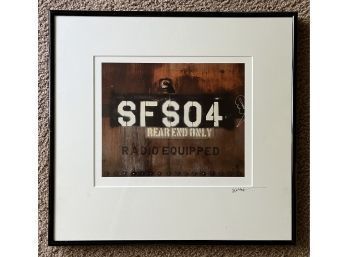 SFS04
REAR END ONLY
RADIO EQUIPPED